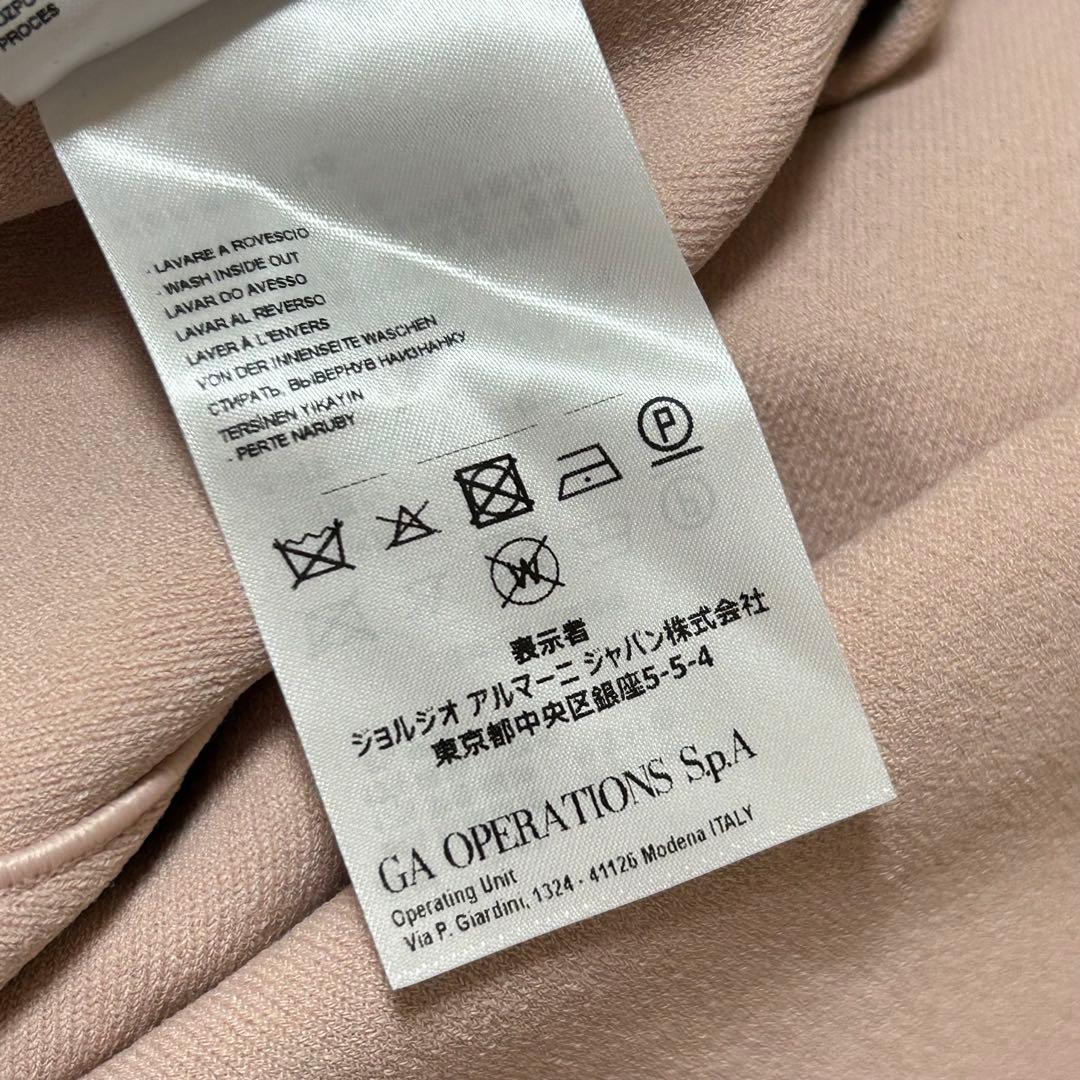 PROCES
- LAVARE A ROVESCIO
- WASH INSIDE OUT
LAVAR DO AVESSO
LAVAR AL REVERSO
LAVER À L'ENVERS
VON DER INNENSEITE WASCHEN
СТИРАТЬ, ВЫВЕРНУВ НАИЗНАНКУ
TERSİNEN YIKAYIN
- PERTE NARUBY
P
W
表示者
ジョルジオ アルマーニ ジャパン株式会社
東京都中央区銀座5-5-4
GA OPERATIONS S.p.A
Operating Unit
Via P. Giardini, 1324 - 41126 Modena ITALY